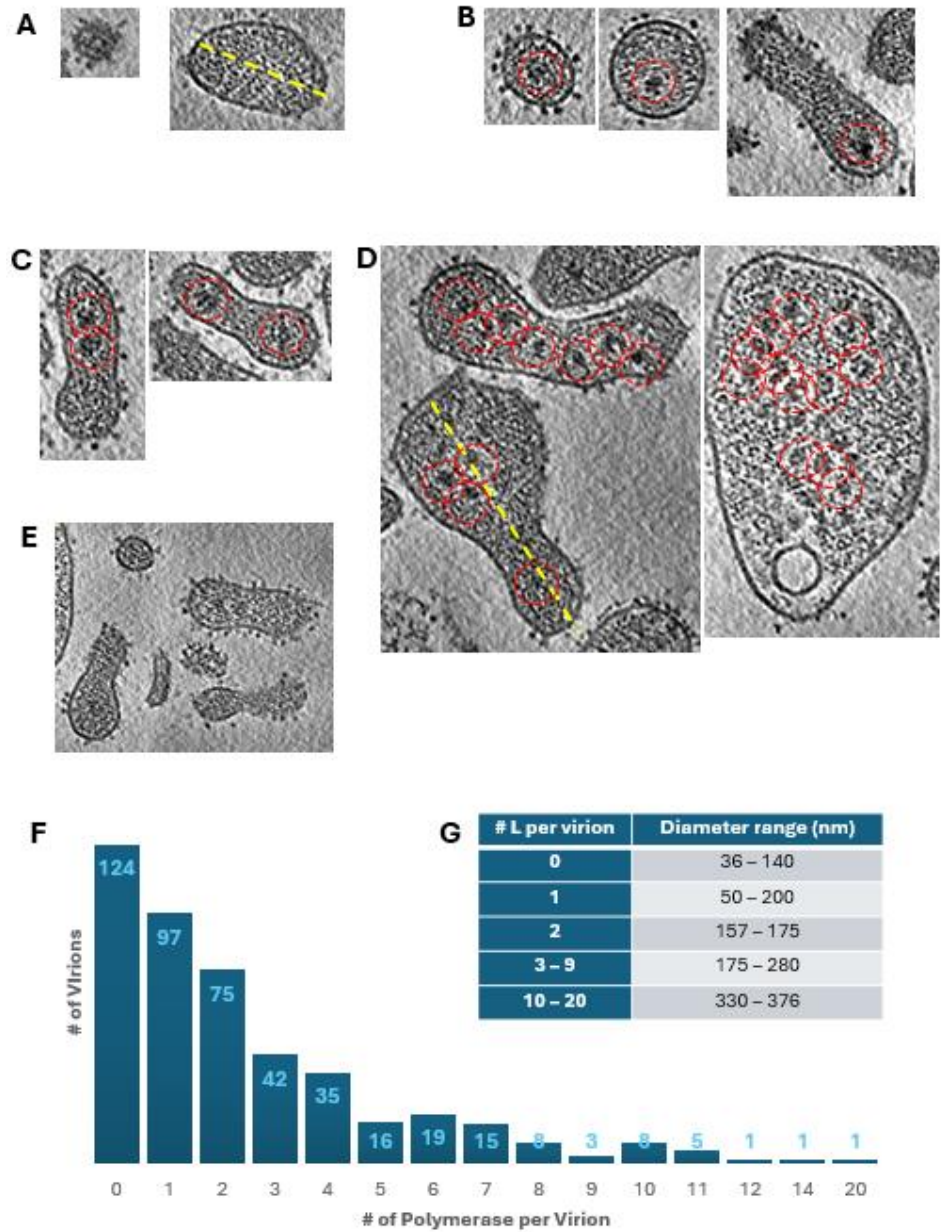 A
B
C
D
E
F
124
97
75
42
35
16
19
15
8
3
8
5
1
1
1
# of VIrions
0 1 2 3 4 5 6 7 8 9 10 11 12 14 20
# of Polymerase per Virion
G
# L per virion Diameter range (nm)
0 36 – 140
1 50 – 200
2 157 – 175
3 – 9 175 – 280
10 – 20 330 – 376